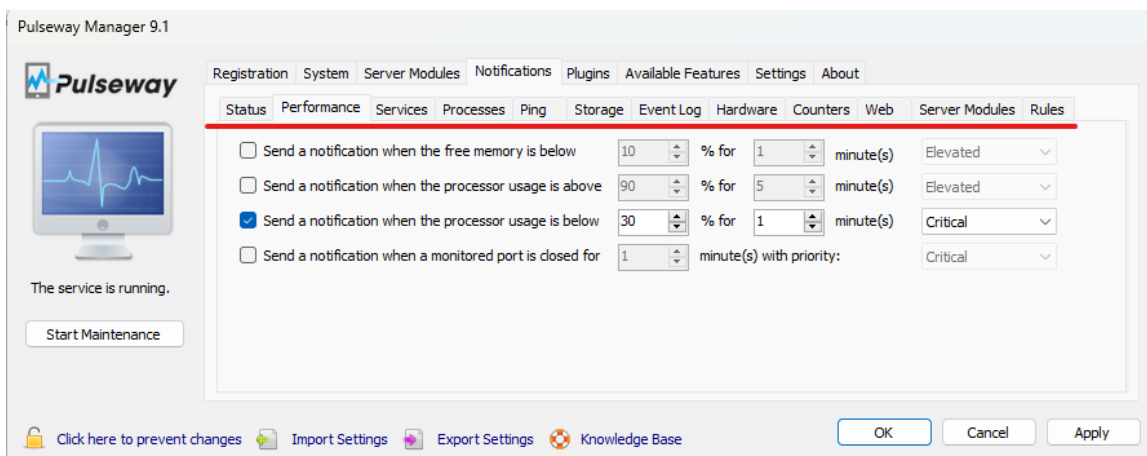 Pulseway Manager 9.1
Pulseway
Registration System Server Modules Notifications Plugins Available Features Settings About
Status Performance Services Processes Ping Storage Event Log Hardware Counters Web Server Modules Rules
Send a notification when the free memory is below 10 % for 1 minute(s) Elevated
Send a notification when the processor usage is above 90 % for 5 minute(s) Elevated
Send a notification when the processor usage is below 30 % for 1 minute(s) Critical
Send a notification when a monitored port is closed for 1 minute(s) with priority: Critical
The service is running.
Start Maintenance
Click here to prevent changes Import Settings Export Settings Knowledge Base OK Cancel Apply